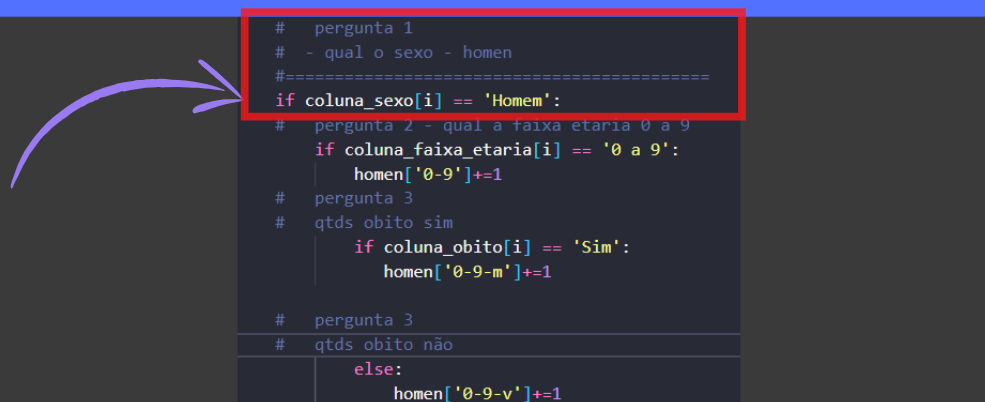 #   pergunta 1
#  - qual o sexo - homen
#===========================================
if coluna_sexo[i] == 'Homem':
#   pergunta 2 - qual a faixa etaria 0 a 9
    if coluna_faixa_etaria[i] == '0 a 9':
        homen['0-9']+=1
#   pergunta 3
#   qtds obito sim
        if coluna_obito[i] == 'Sim':
           homen['0-9-m']+=1
#   pergunta 3
#   qtds obito não
        else:
            homen['0-9-v']+=1